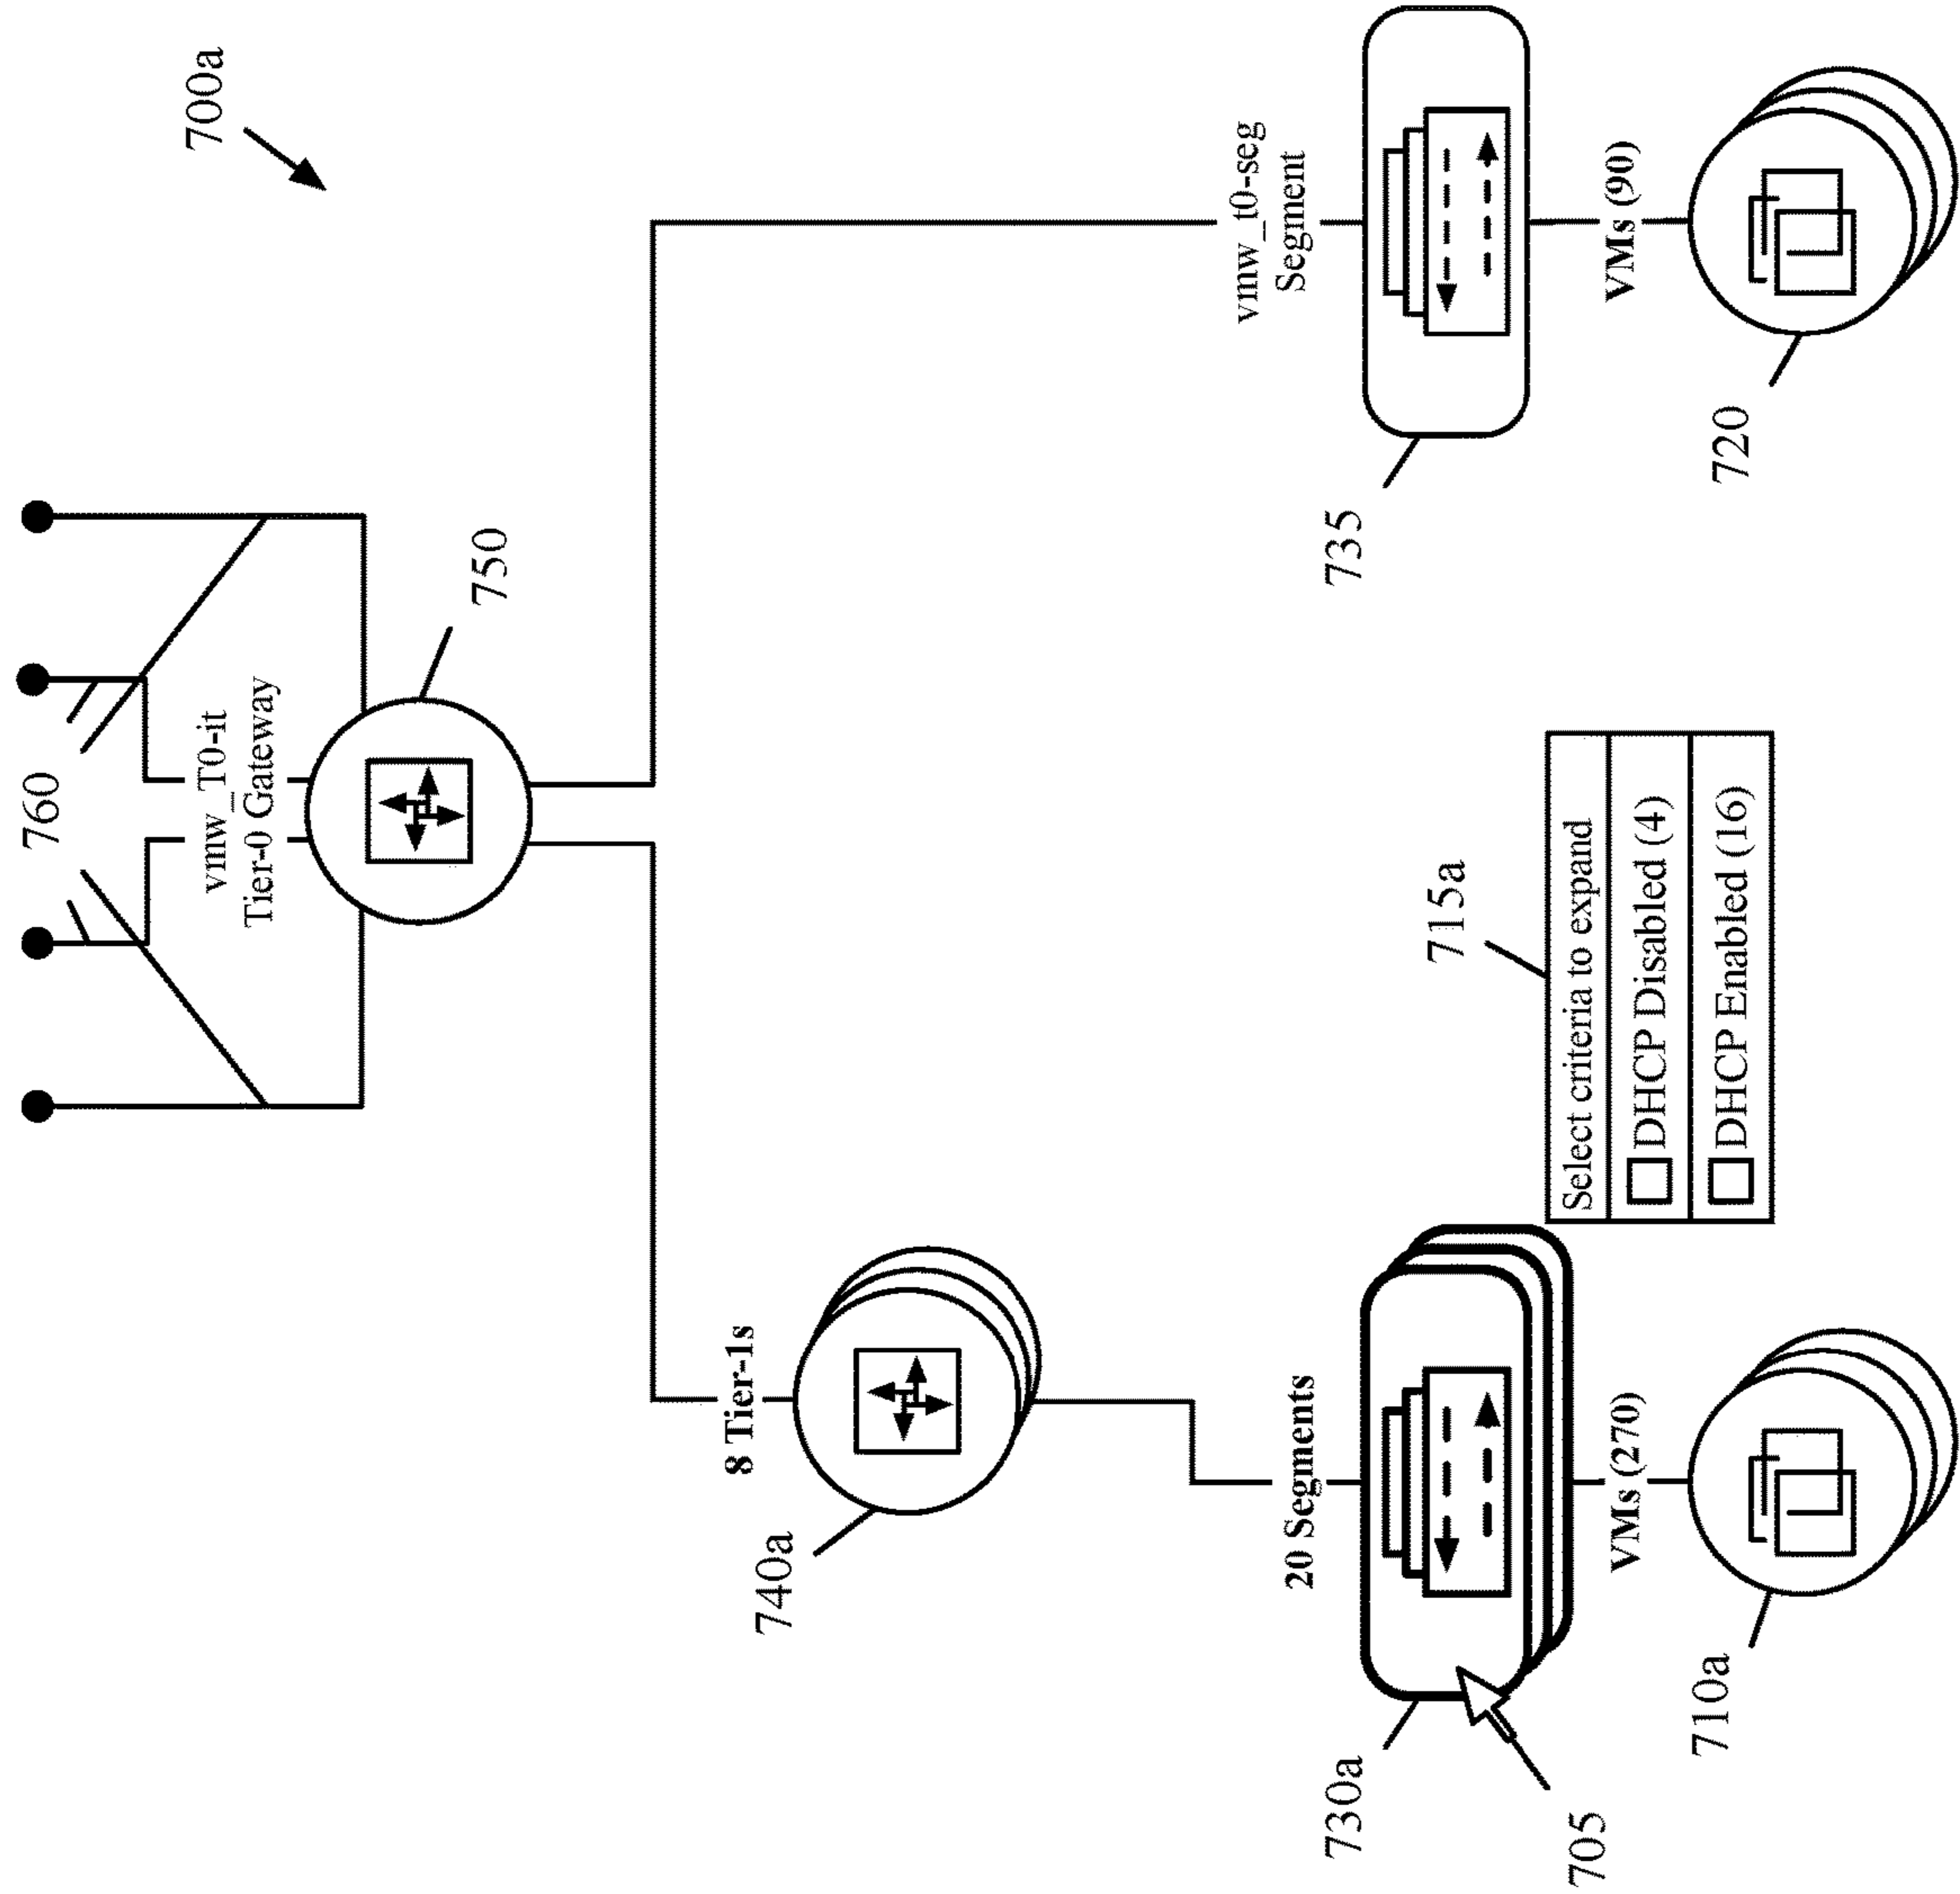 700a
760
vmw_T0-it
Tier-0 Gateway
750
8 Tier-1s
740a
20 Segments
730a
705
VMs (270)
710a
715a
Select criteria to expand
DHCP Disabled (4)
DHCP Enabled (16)
vmw_t0-seg
Segment
735
VMs (90)
720